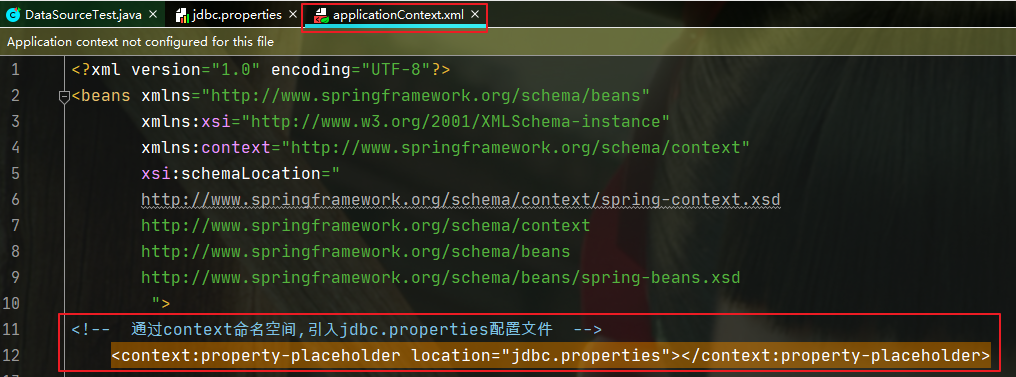 DataSourceTest.java × jdbc.properties × applicationContext.xml ×
Application context not configured for this file
1 <?xml version="1.0" encoding="UTF-8"?>
2 <beans xmlns="http://www.springframework.org/schema/beans"
3 xmlns:xsi="http://www.w3.org/2001/XMLSchema-instance"
4 xmlns:context="http://www.springframework.org/schema/context"
5 xsi:schemaLocation="
6 http://www.springframework.org/schema/context/spring-context.xsd
7 http://www.springframework.org/schema/context
8 http://www.springframework.org/schema/beans
9 http://www.springframework.org/schema/beans/spring-beans.xsd
10 ">
11 <!-- 通过context命名空间,引入jdbc.properties配置文件 -->
12 <context:property-placeholder location="jdbc.properties"></context:property-placeholder>